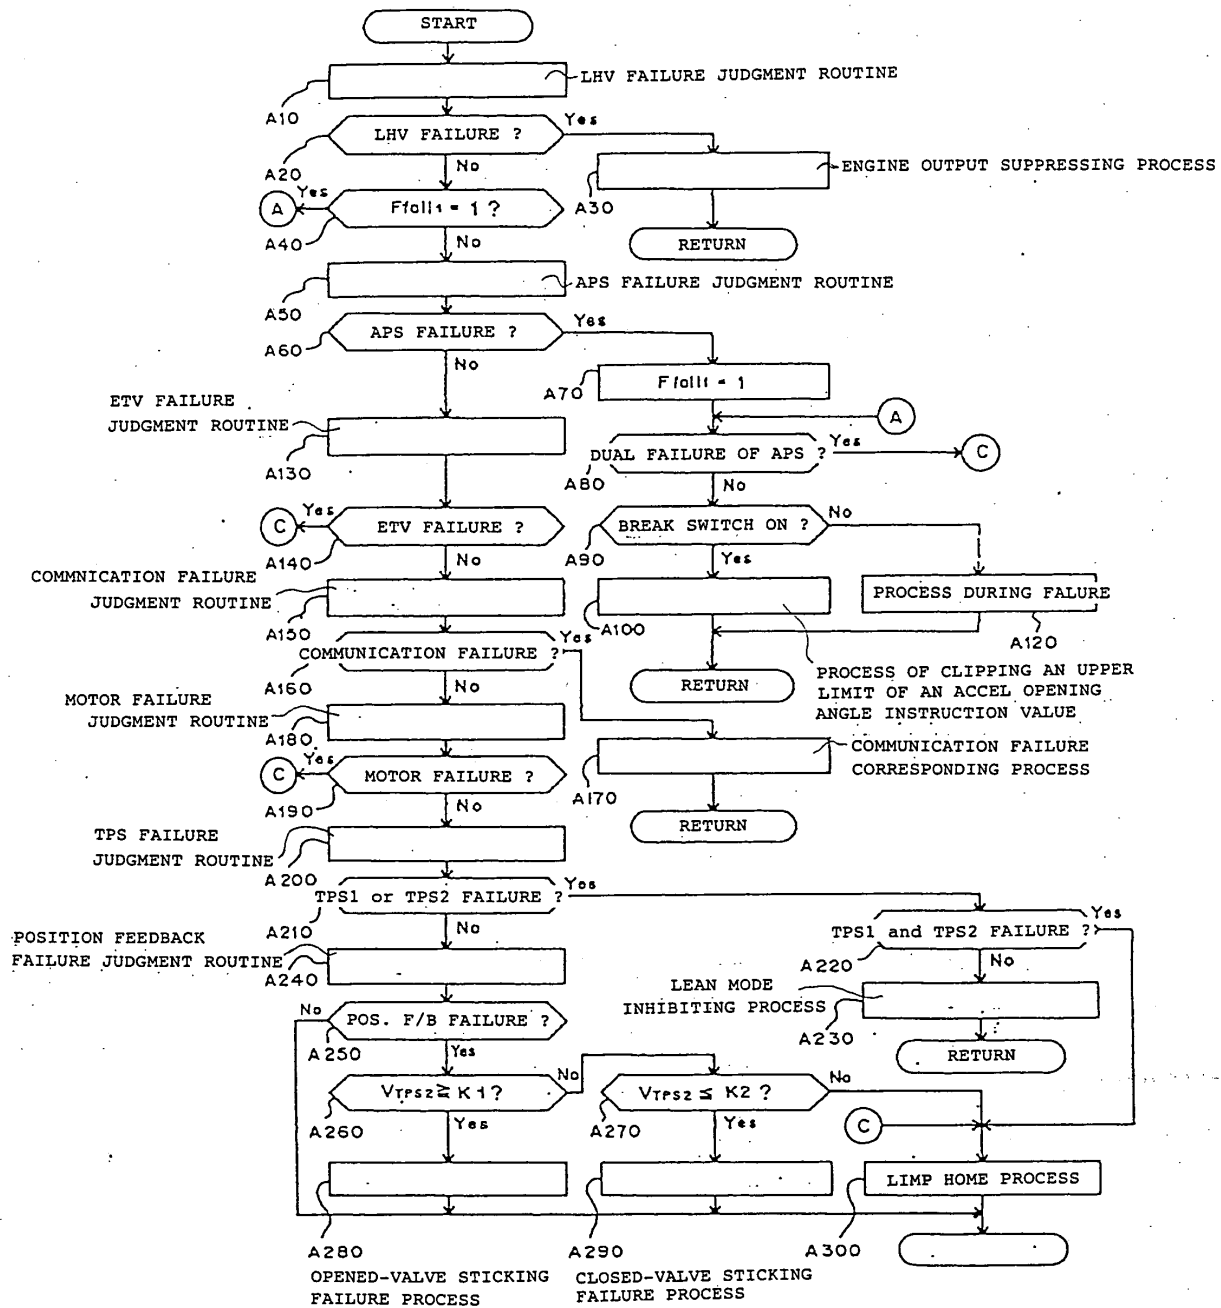 START
LHV FAILURE JUDGMENT ROUTINE
A10
LHV FAILURE ?
Yes
A20
No
ENGINE OUTPUT SUPPRESSING PROCESS
A30
Yes
A
Ffail1 = 1 ?
A40
No
RETURN
APS FAILURE JUDGMENT ROUTINE
A50
APS FAILURE ?
Yes
A60
No
A70
Ffail1 = 1
ETV FAILURE
JUDGMENT ROUTINE
A130
A
DUAL FAILURE OF APS ?
Yes
C
A80
No
Yes
C
ETV FAILURE ?
A140
No
BREAK SWITCH ON ?
No
A90
Yes
COMMNICATION FAILURE
JUDGMENT ROUTINE
A150
A100
PROCESS DURING FALURE
A120
COMMUNICATION FAILURE ?
Yes
A160
No
RETURN
PROCESS OF CLIPPING AN UPPER
LIMIT OF AN ACCEL OPENING
ANGLE INSTRUCTION VALUE
MOTOR FAILURE
JUDGMENT ROUTINE
A180
COMMUNICATION FAILURE
CORRESPONDING PROCESS
A170
Yes
C
MOTOR FAILURE ?
A190
No
RETURN
TPS FAILURE
JUDGMENT ROUTINE
A200
TPS1 or TPS2 FAILURE ?
Yes
A210
No
TPS1 and TPS2 FAILURE ?
Yes
A220
No
POSITION FEEDBACK
FAILURE JUDGMENT ROUTINE
A240
LEAN MODE
INHIBITING PROCESS
A230
RETURN
No
POS. F/B FAILURE ?
A250
Yes
VTPS2 ≧ K1?
No
A260
Yes
VTPS2 ≦ K2 ?
No
A270
Yes
C
LIMP HOME PROCESS
A280
OPENED-VALVE STICKING
FAILURE PROCESS
A290
CLOSED-VALVE STICKING
FAILURE PROCESS
A300